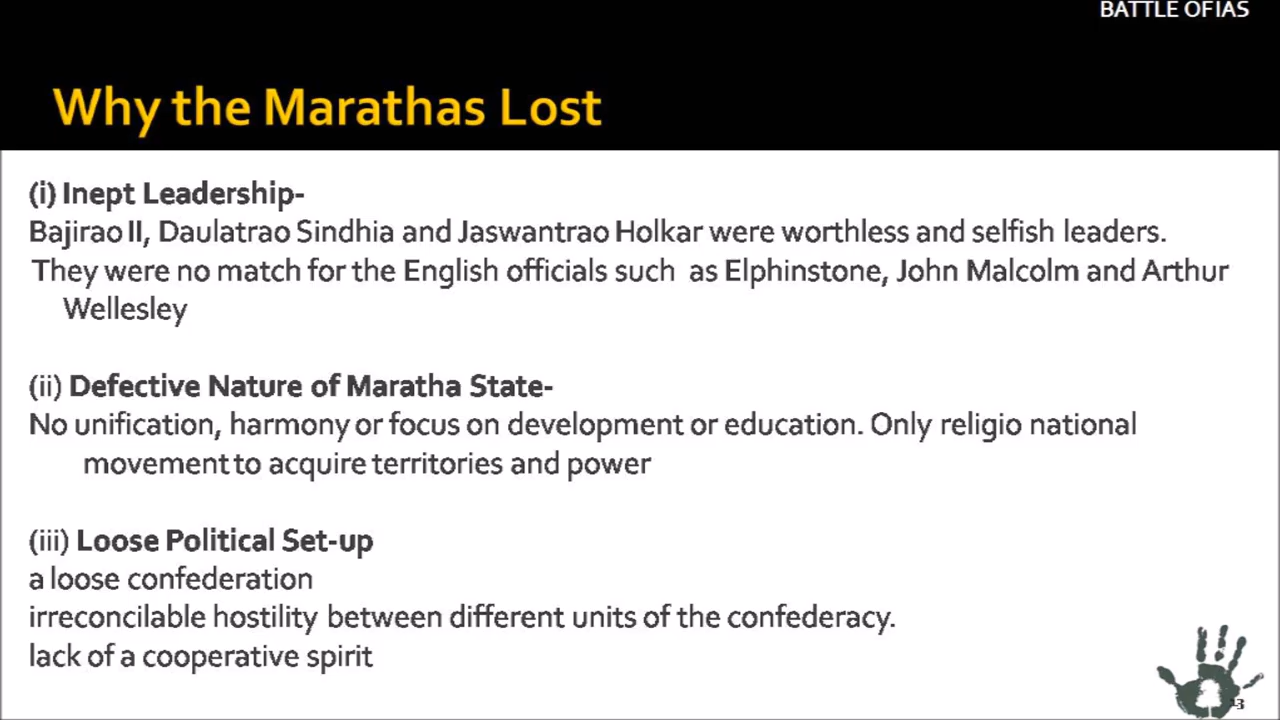 BATTLE OF IAS
Why the Marathas Lost
(i) Inept Leadership-
Bajirao II, Daulatrao Sindhia and Jaswantrao Holkar were worthless and selfish leaders.
They were no match for the English officials such as Elphinstone, John Malcolm and Arthur
Wellesley
(ii) Defective Nature of Maratha State-
No unification, harmony or focus on development or education. Only religio national
movement to acquire territories and power
(iii) Loose Political Set-up
a loose confederation
irreconcilable hostility between different units of the confederacy.
lack of a cooperative spirit